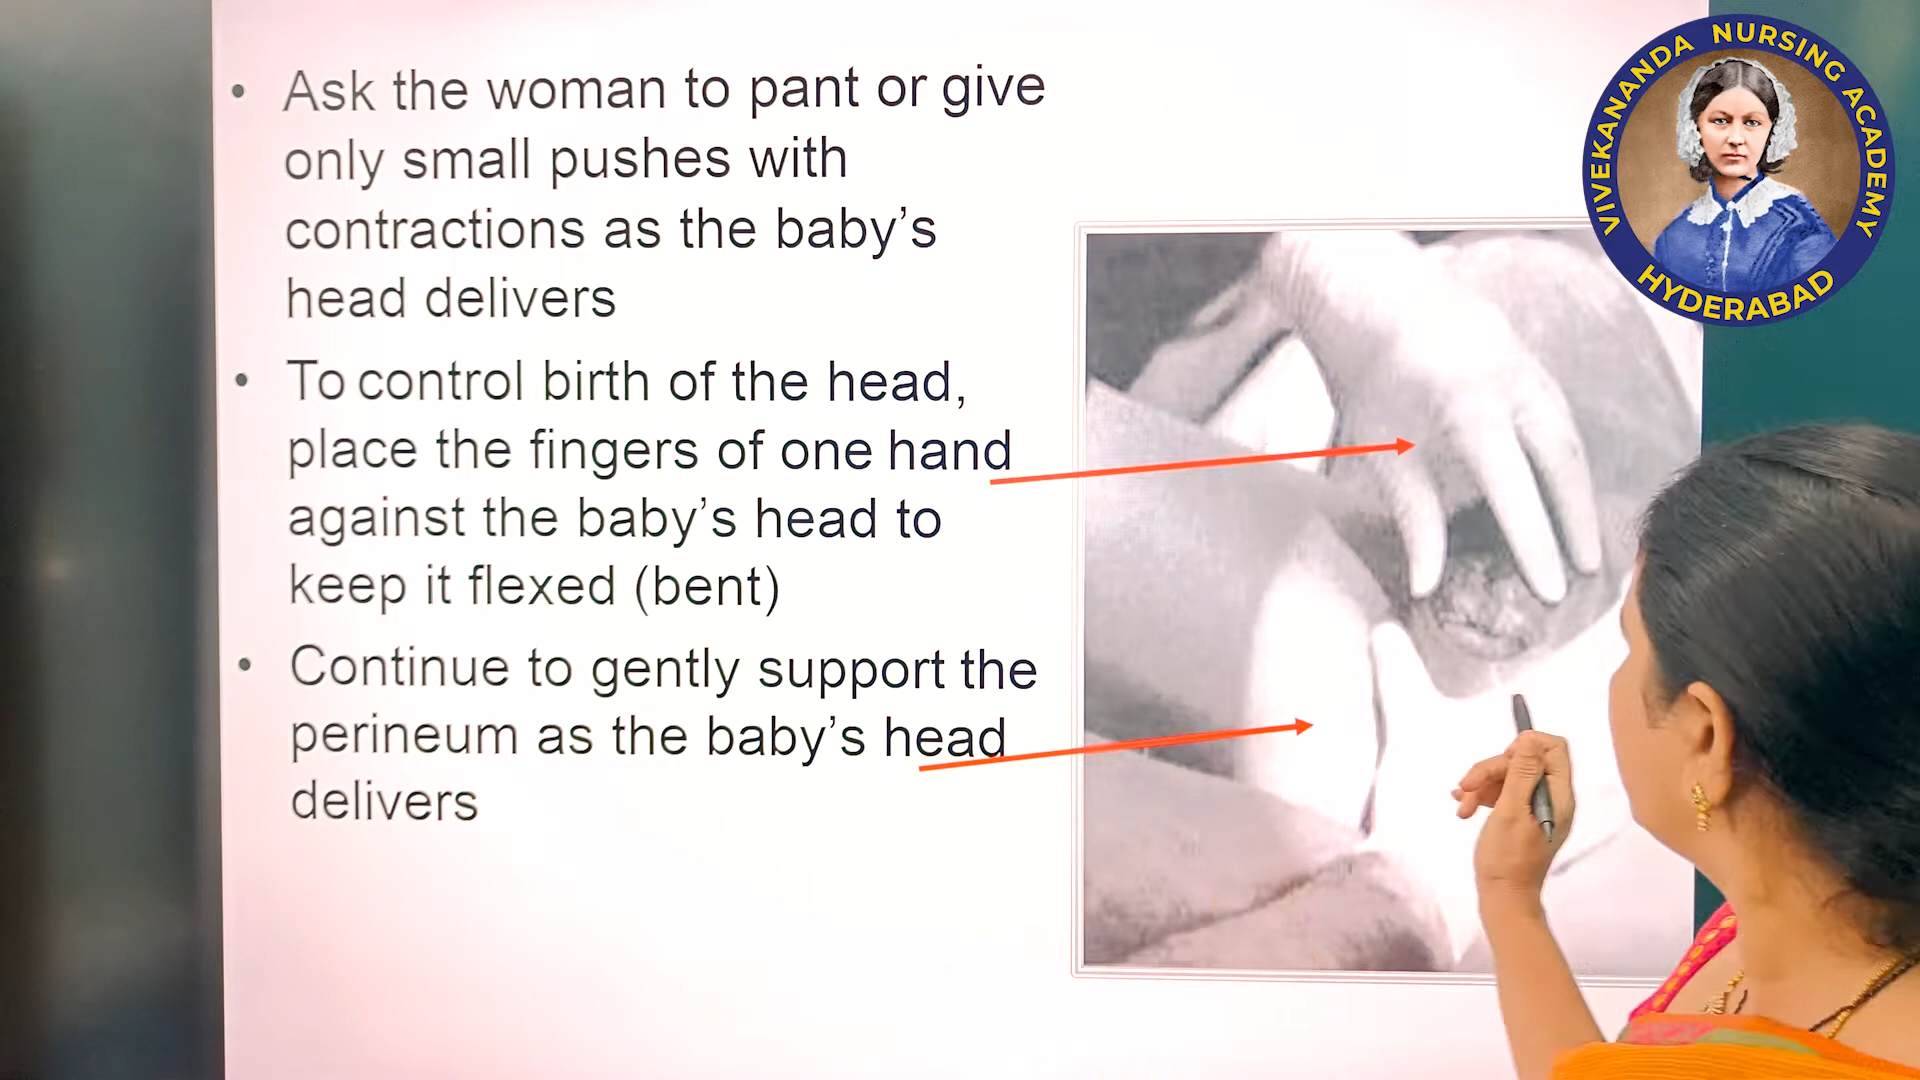 • Ask the woman to pant or give
only small pushes with
contractions as the baby’s
head delivers
• To control birth of the head,
place the fingers of one hand
against the baby’s head to
keep it flexed (bent)
• Continue to gently support the
perineum as the baby’s head
delivers
VIVEKANANDA NURSING ACADEMY
HYDERABAD